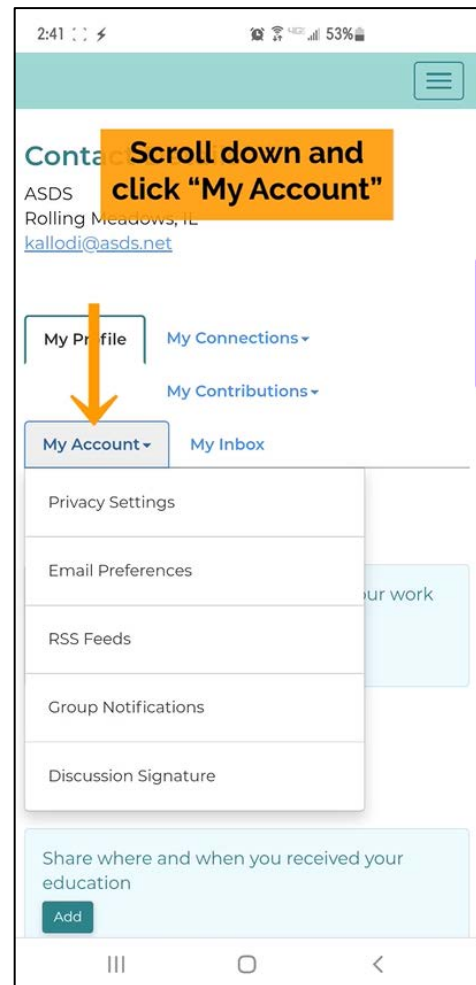 2:41 53%
Scroll down and
click “My Account”
ASDS
Rolling Meadows, IL
kallodi@asds.net
My Profile My Connections
My Contributions
My Account My Inbox
Privacy Settings
Email Preferences
our work
RSS Feeds
Group Notifications
Discussion Signature
Share where and when you received your
education
Add